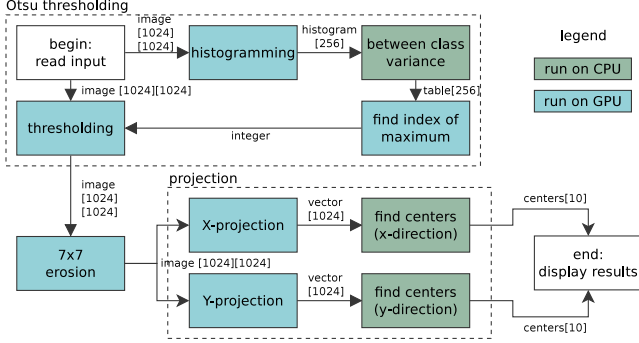 Otsu thresholding
begin:
read input
image
[1024]
[1024]
histogramming
histogram
[256]
between class
variance
legend
run on CPU
run on GPU
image [1024][1024]
table[256]
thresholding
integer
find index of
maximum
image
[1024]
[1024]
projection
7x7
erosion
image [1024][1024]
X-projection
vector
[1024]
find centers
(x-direction)
centers[10]
Y-projection
vector
[1024]
find centers
(y-direction)
centers[10]
end:
display results